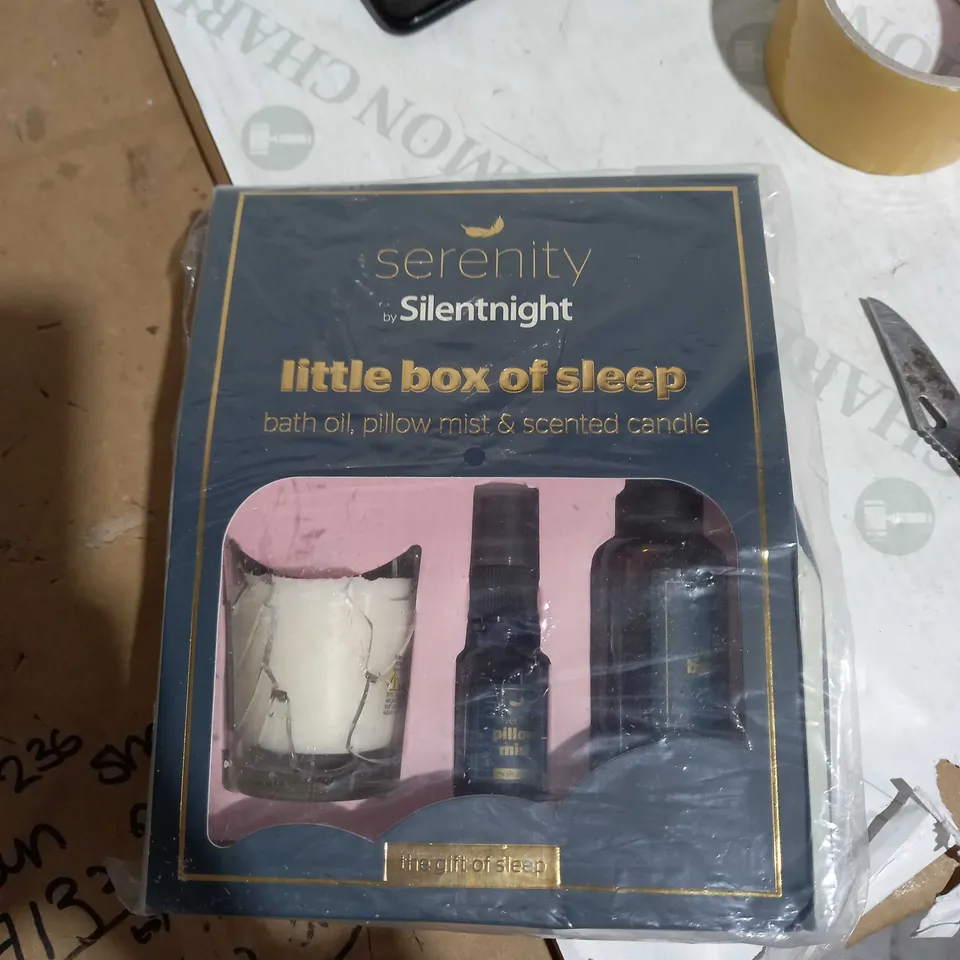 serenity
by Silentnight
little box of sleep
bath oil, pillow mist & scented candle
pillow
mist
the gift of sleep
236